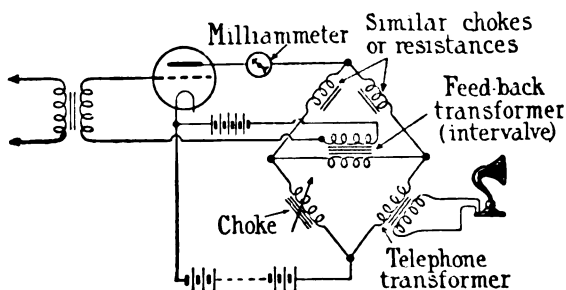 Milliammeter
Similar chokes
or resistances
Feed-back
transformer
(intervalve)
Choke
Telephone
transformer